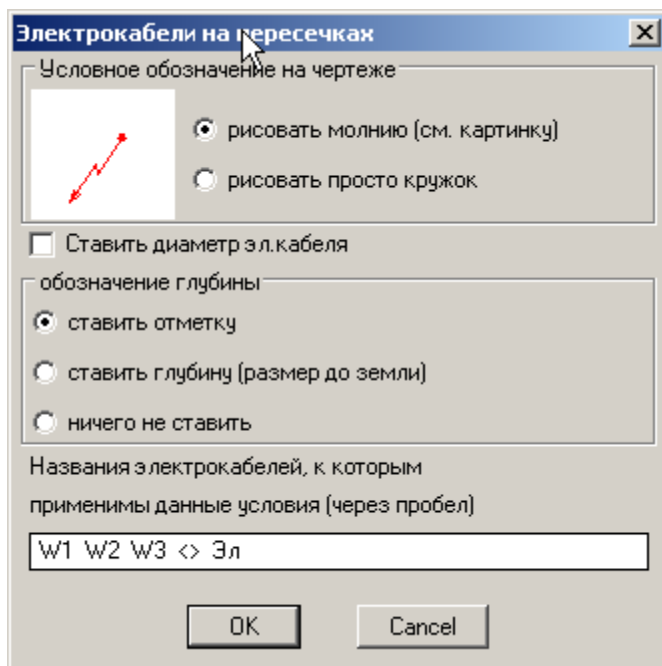 Электрокабели на пересечках
Условное обозначение на чертеже
рисовать молнию (см. картинку)
рисовать просто кружок
Ставить диаметр эл.кабеля
обозначение глубины
ставить отметку
ставить глубину (размер до земли)
ничего не ставить
Названия электрокабелей, к которым
применимы данные условия (через пробел)
W1 W2 W3 <> Эл
OK
Cancel